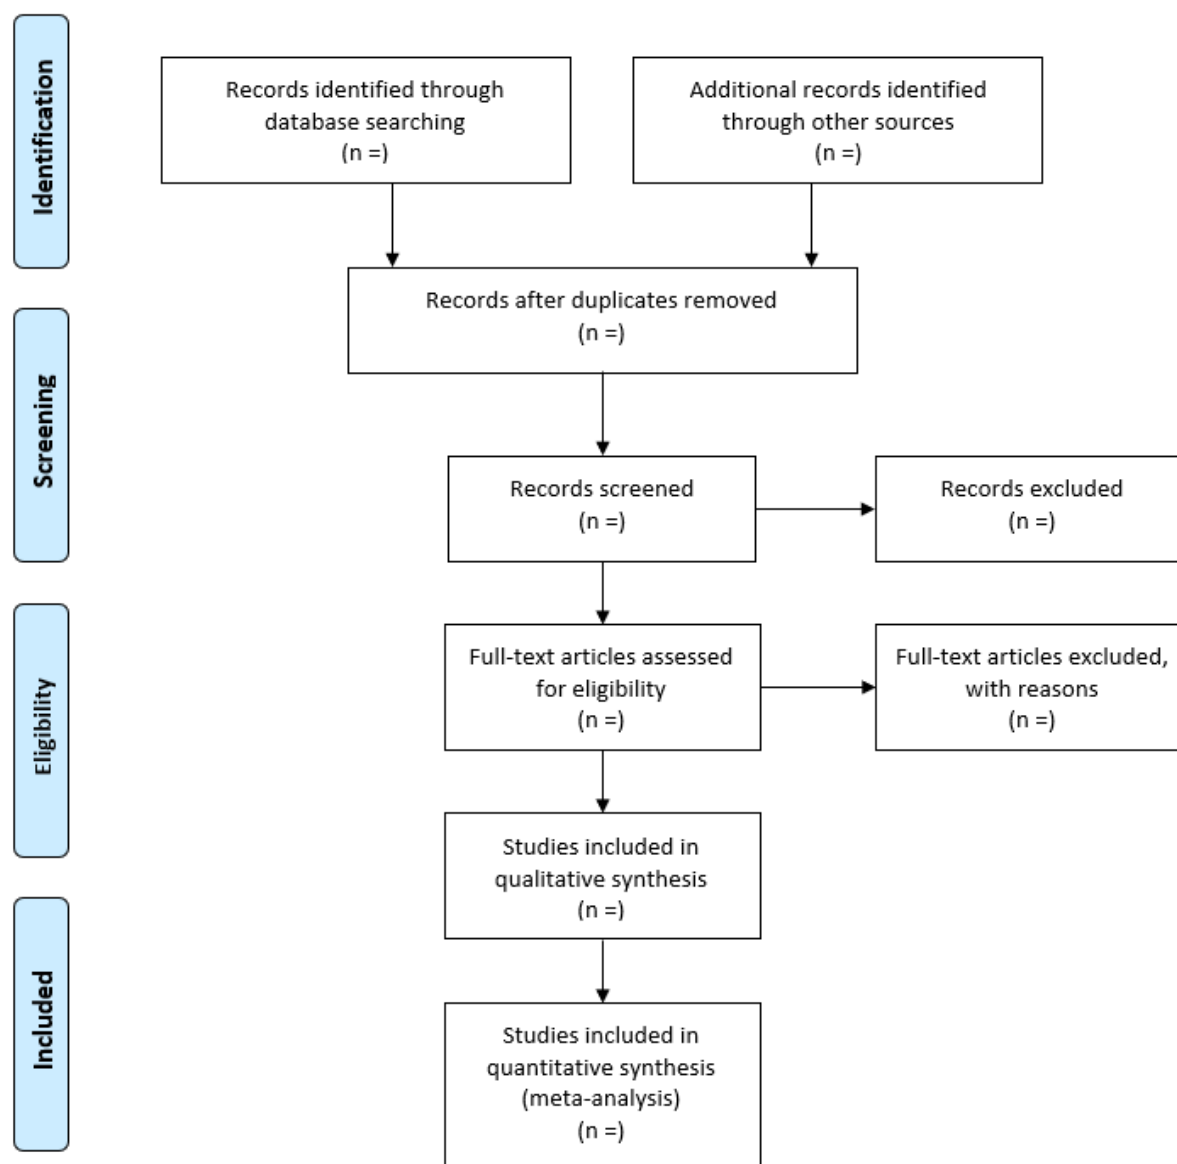 Identification
Records identified through
database searching
(n =)
Additional records identified
through other sources
(n =)
Records after duplicates removed
(n =)
Screening
Records screened
(n =)
Records excluded
(n =)
Eligibility
Full-text articles assessed
for eligibility
(n =)
Full-text articles excluded,
with reasons
(n =)
Studies included in
qualitative synthesis
(n =)
Included
Studies included in
quantitative synthesis
(meta-analysis)
(n =)